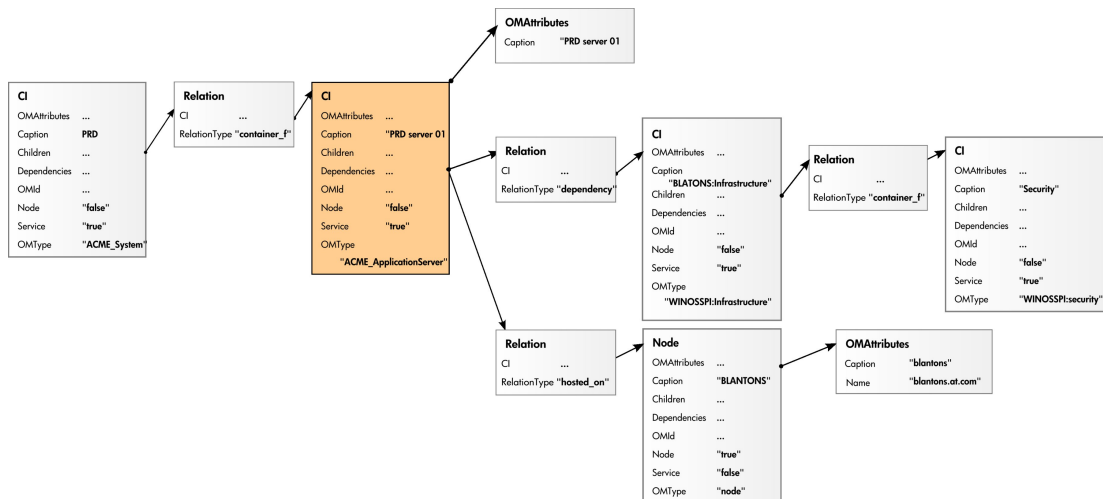 OMAttributes
Caption "PRD server 01
CI
OMAttributes ...
Caption PRD
Children ...
Dependencies ...
OMId ...
Node "false"
Service "true"
OMType "ACME_System"
Relation
CI ...
RelationType "container_f"
CI
OMAttributes ...
Caption "PRD server 01
Children ...
Dependencies ...
OMId ...
Node "false"
Service "true"
OMType
"ACME_ApplicationServer"
Relation
CI ...
RelationType "dependency"
CI
OMAttributes ...
Caption
"BLATONS:Infrastructure"
Children ...
Dependencies ...
OMId ...
Node "false"
Service "true"
OMType
"WINOSSPI:Infrastructure"
Relation
CI ...
RelationType "container_f"
CI
OMAttributes ...
Caption "Security"
Children ...
Dependencies ...
OMId ...
Node "false"
Service "true"
OMType "WINOSSPI:security"
Relation
CI ...
RelationType "hosted_on"
Node
OMAttributes ...
Caption "BLANTONS"
Children ...
Dependencies ...
OMId ...
Node "true"
Service "false"
OMType "node"
OMAttributes
Caption "blantons"
Name "blantons.at.com"